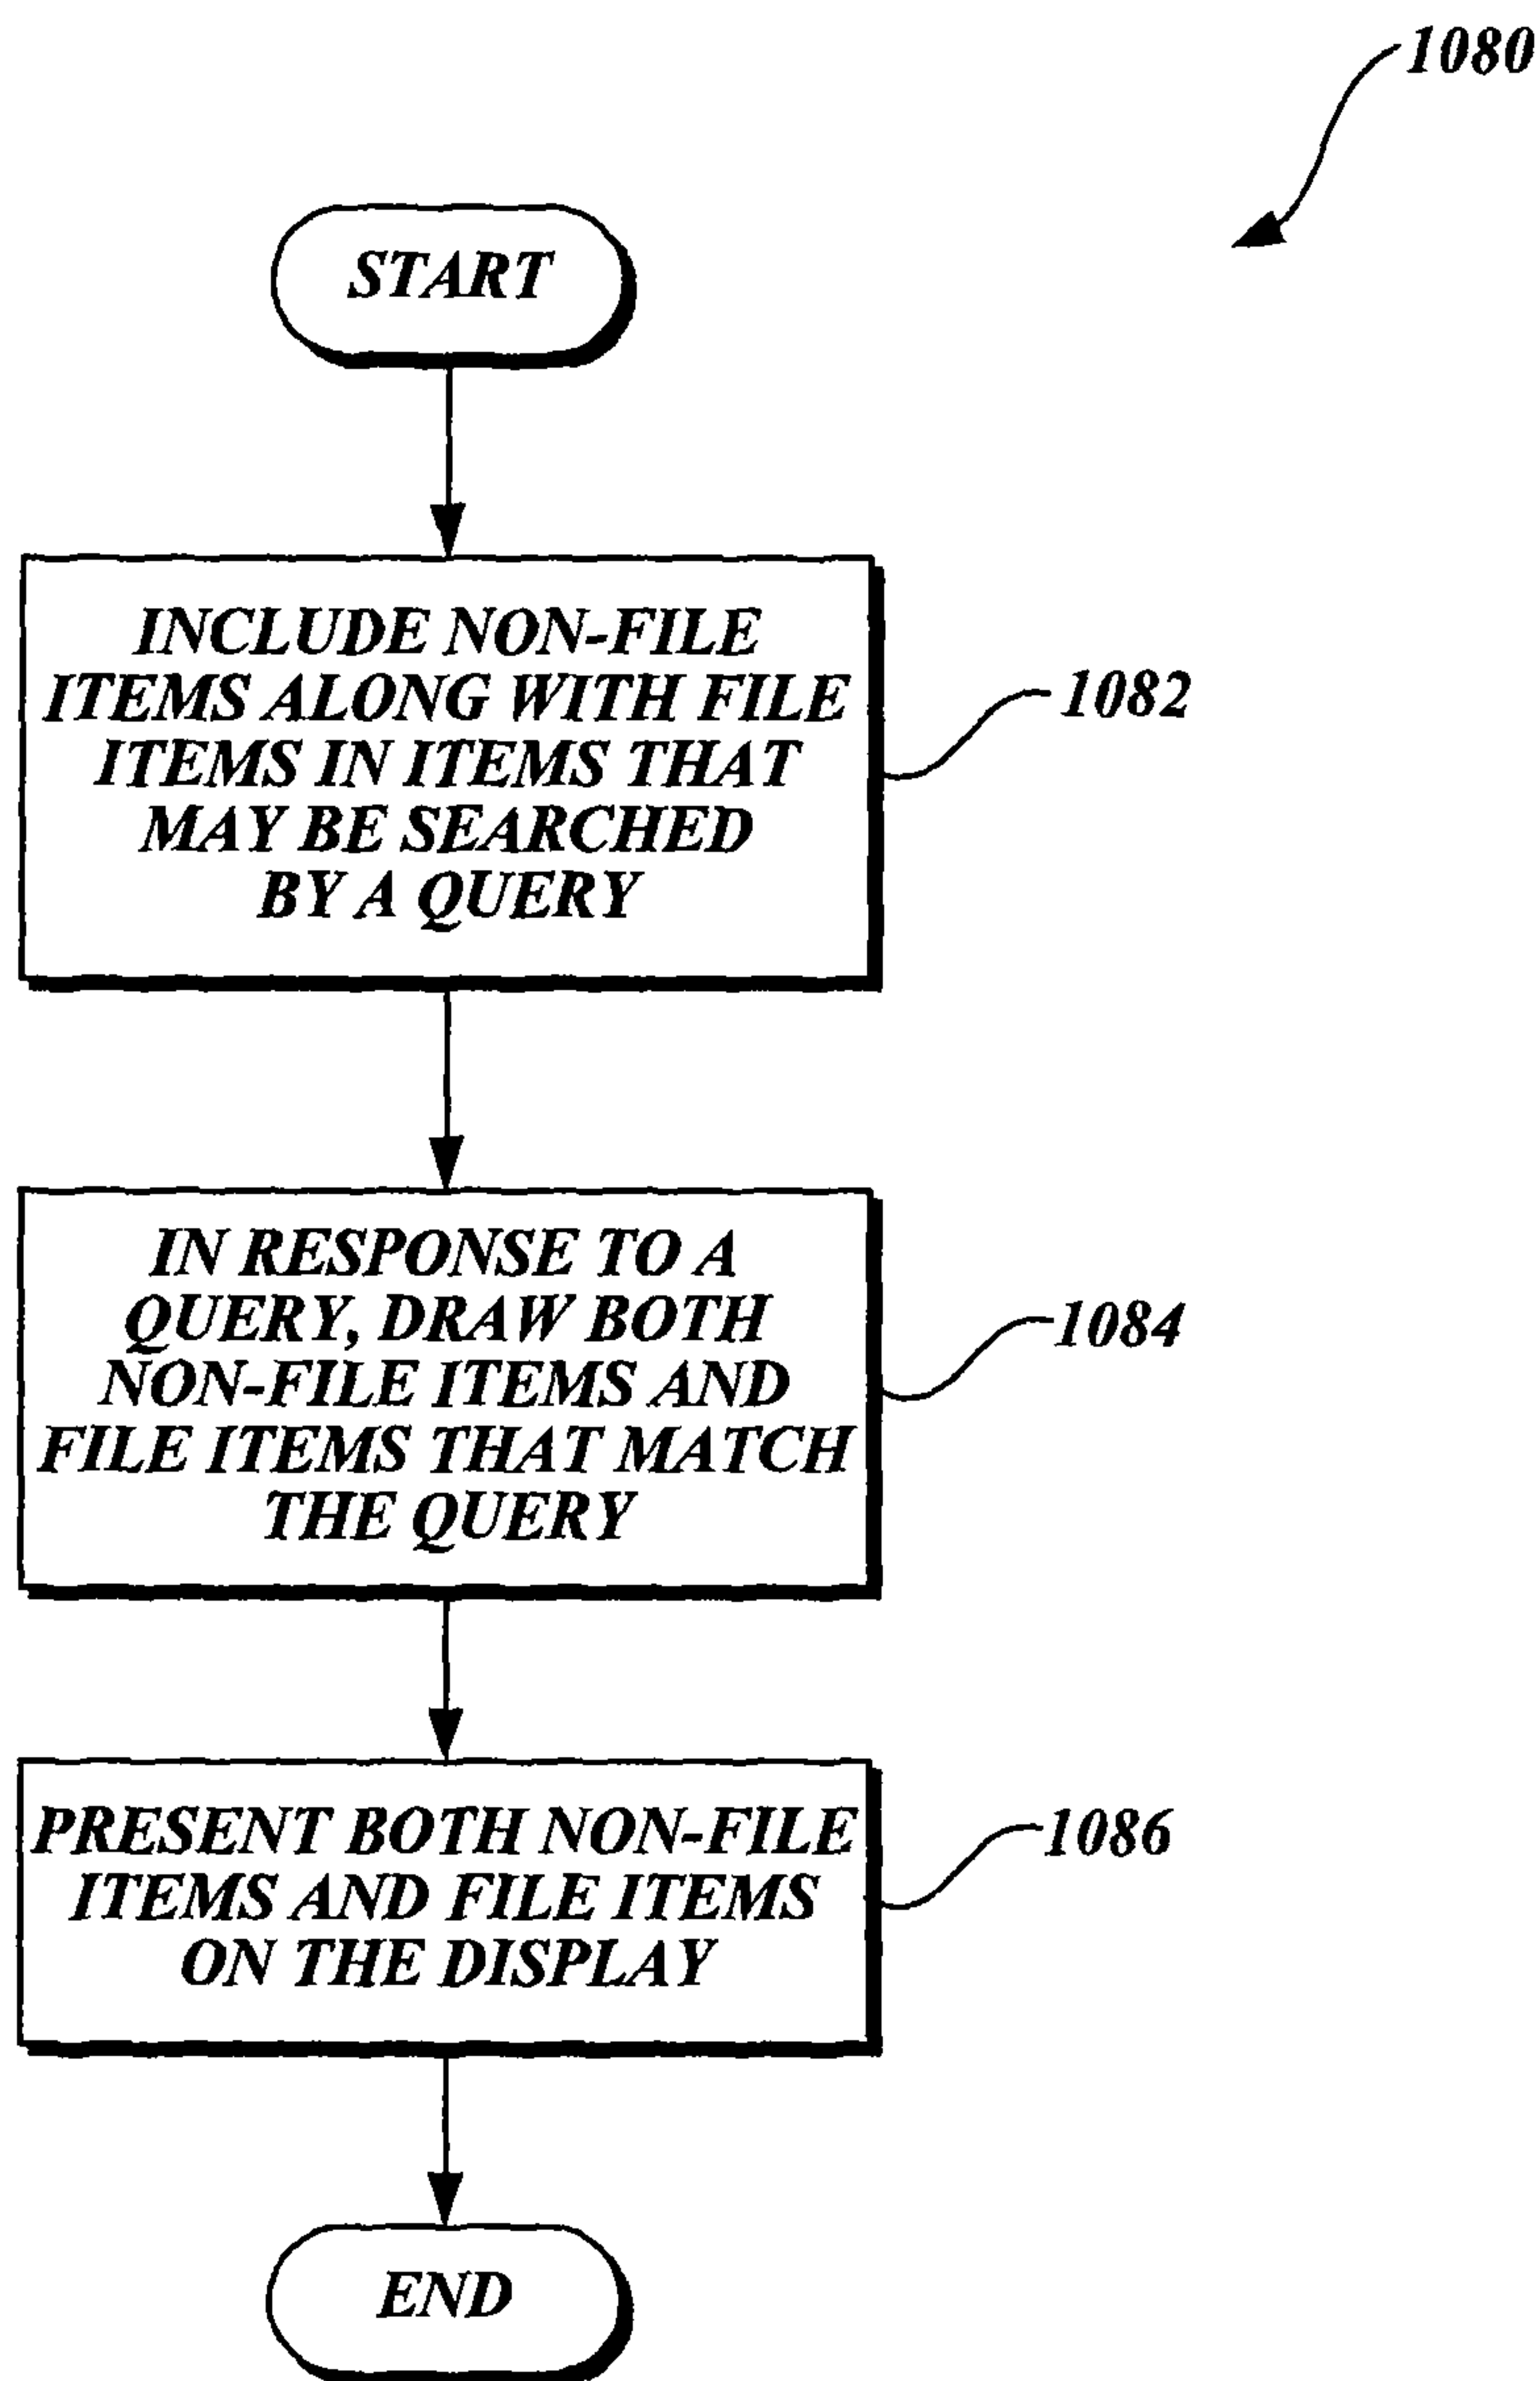 1080
START
INCLUDE NON-FILE
ITEMS ALONG WITH FILE
ITEMS IN ITEMS THAT
MAY BE SEARCHED
BY A QUERY
1082
IN RESPONSE TO A
QUERY, DRAW BOTH
NON-FILE ITEMS AND
FILE ITEMS THAT MATCH
THE QUERY
1084
PRESENT BOTH NON-FILE
ITEMS AND FILE ITEMS
ON THE DISPLAY
1086
END